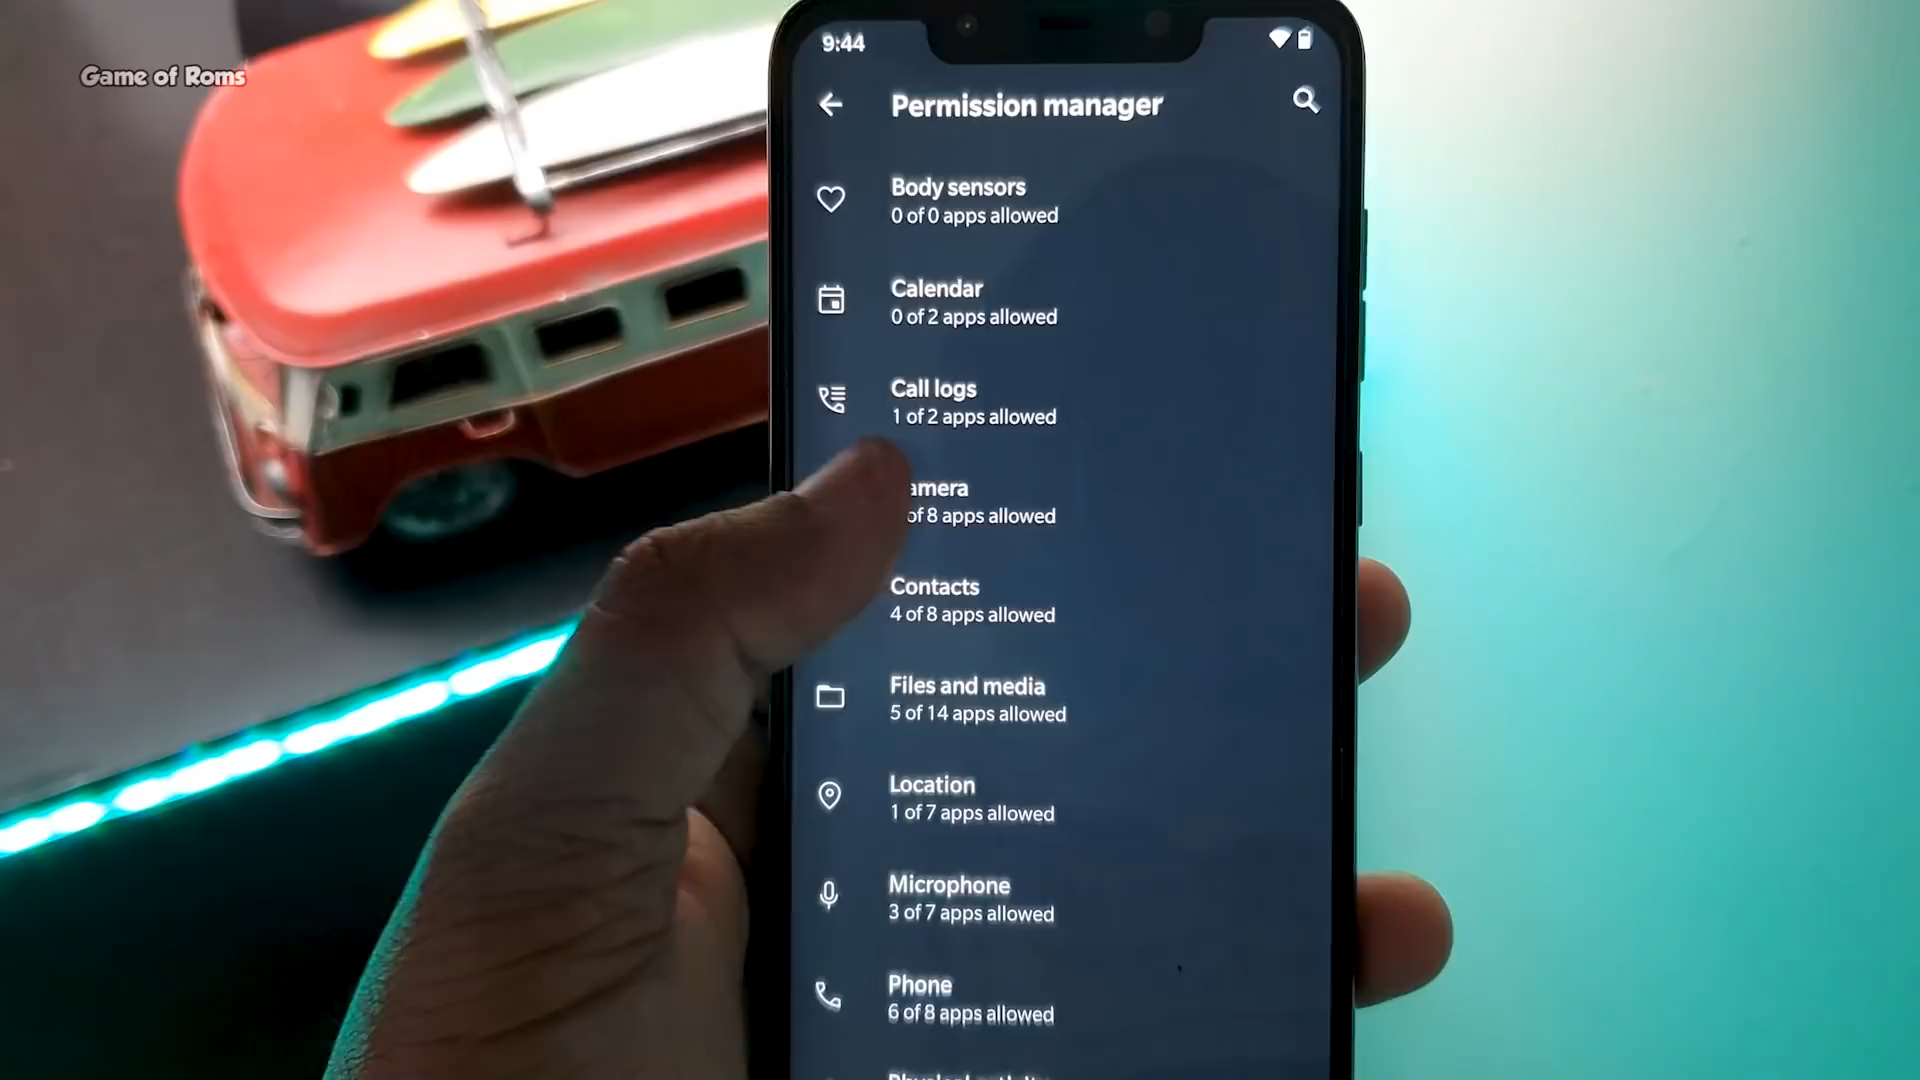 Game of Roms
9:44
Permission manager
Body sensors
0 of 0 apps allowed
Calendar
0 of 2 apps allowed
Call logs
1 of 2 apps allowed
amera
of 8 apps allowed
Contacts
4 of 8 apps allowed
Files and media
5 of 14 apps allowed
Location
1 of 7 apps allowed
Microphone
3 of 7 apps allowed
Phone
6 of 8 apps allowed